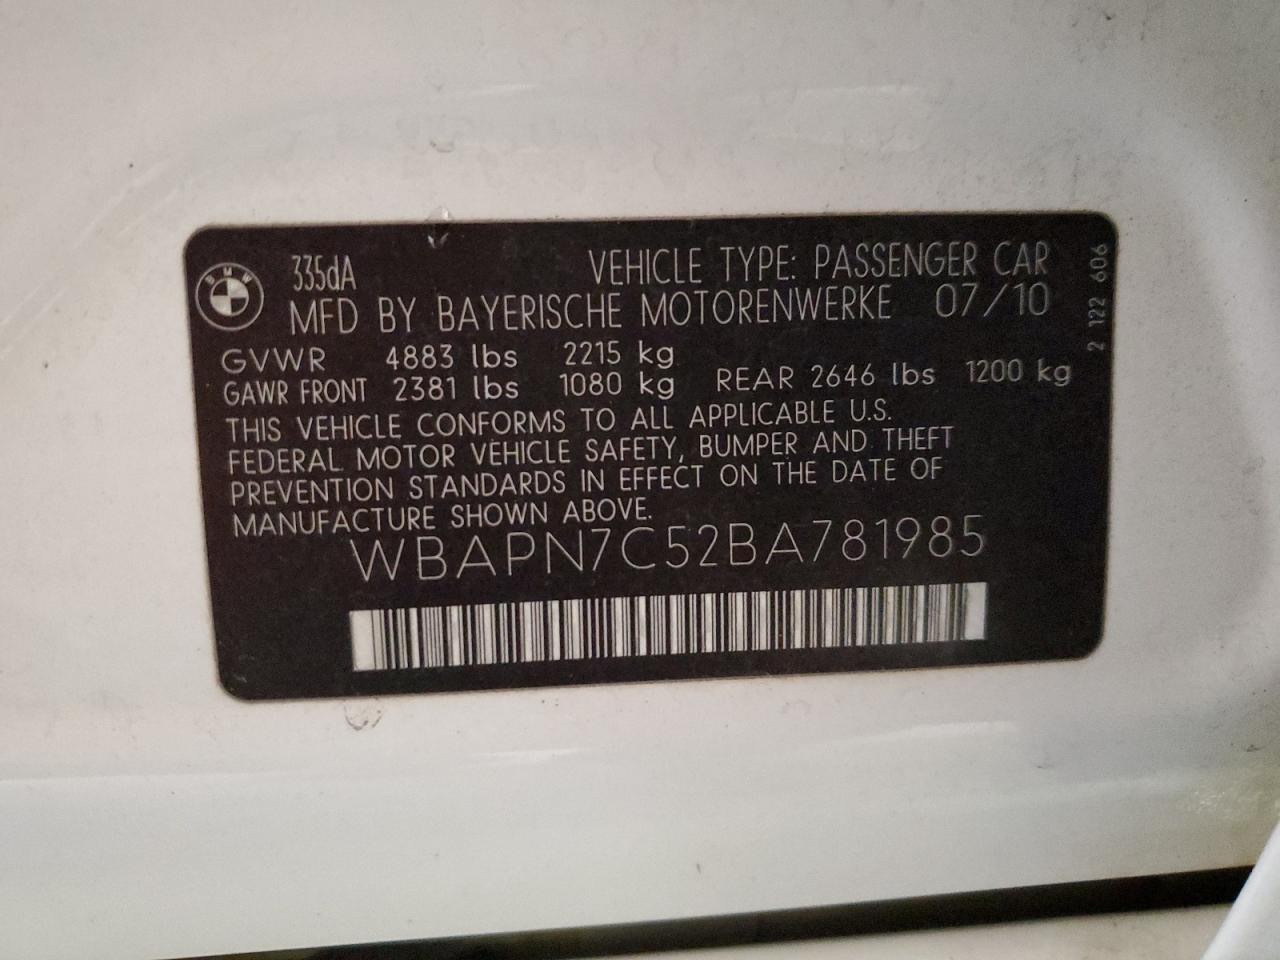 BMW
335dA VEHICLE TYPE: PASSENGER CAR
MFD BY BAYERISCHE MOTORENWERKE 07/10
GVWR 4883 lbs 2215 kg
GAWR FRONT 2381 lbs 1080 kg REAR 2646 lbs 1200 kg
THIS VEHICLE CONFORMS TO ALL APPLICABLE U.S.
FEDERAL MOTOR VEHICLE SAFETY, BUMPER AND THEFT
PREVENTION STANDARDS IN EFFECT ON THE DATE OF
MANUFACTURE SHOWN ABOVE.
WBAPN7C52BA781985
2 122 606